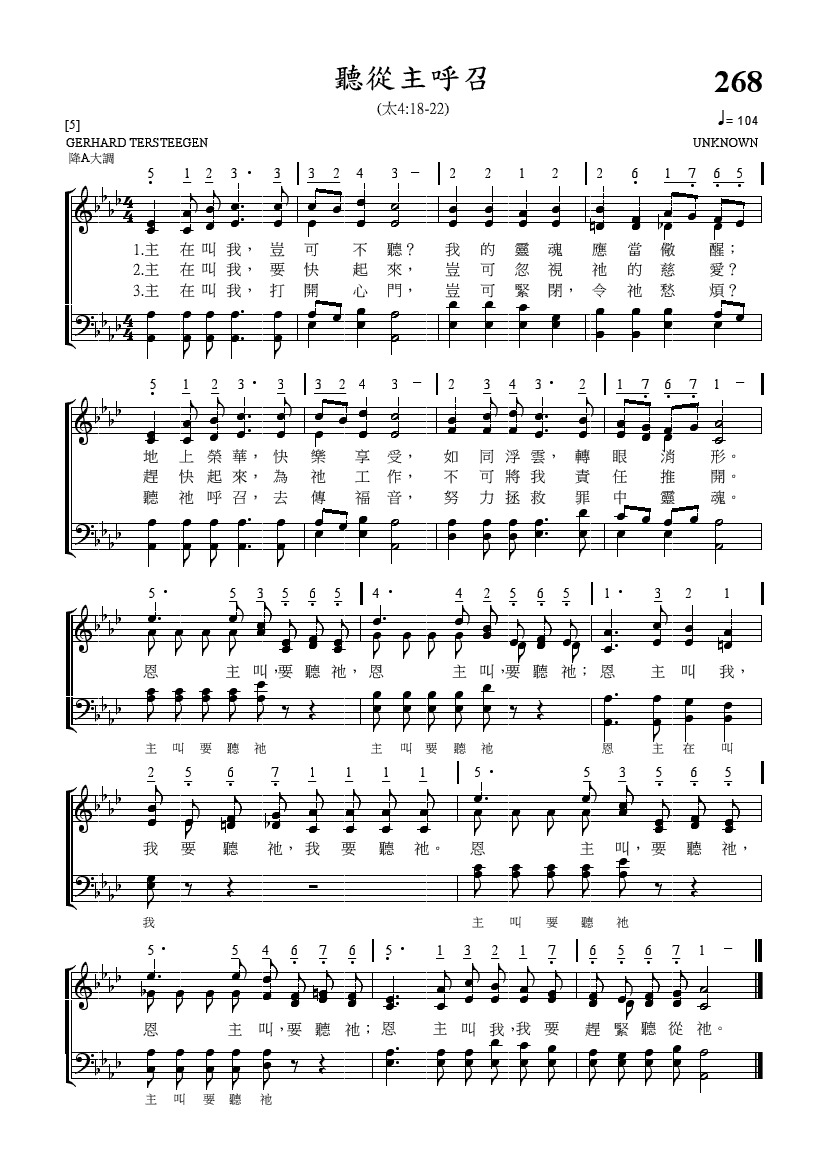 聽從主呼召
268
(太4:18-22)
[5]
♩= 104
GERHARD TERSTEEGEN
UNKNOWN
降A大調
5 1 2 3 · 3 | 3 2 4 3 – | 2 2 1 2 | 2 6 1 7 6 5 |
1.主 在 叫 我，豈 可 不 聽？ 我 的 靈 魂 應 當 儆 醒；
2.主 在 叫 我，要 快 起 來，豈 可 忽 視 祂 的 慈 愛？
3.主 在 叫 我，打 開 心 門，豈 可 緊 閉，令 祂 愁 煩？
5 1 2 3 · 3 | 3 2 4 3 – | 2 3 4 3 · 2 | 1 7 6 7 1 – |
地 上 榮 華，快 樂 享 受，如 同 浮 雲，轉 眼 消 形。
趕 快 起 來，為 祂 工 作，不 可 將 我 責 任 推 開。
聽 祂 呼 召，去 傳 福 音，努 力 拯 救 罪 中 靈 魂。
5 · 5 3 5 6 5 | 4 · 4 2 5 6 5 | 1 · 3 2 1 |
恩 主 叫，要 聽 祂，恩 主 叫，要 聽 祂；恩 主 叫 我，
主 叫 要 聽 祂 主 叫 要 聽 祂 恩 主 在 叫
2 5 6 7 1 1 1 1 | 5 · 5 3 5 6 5 |
我 要 聽 祂，我 要 聽 祂。 恩 主 叫，要 聽 祂，
我 主 叫 要 聽 祂
5 · 5 4 6 7 6 | 5 · 1 3 2 1 7 | 6 5 6 7 1 –
恩 主 叫，要 聽 祂；恩 主 叫 我，我 要 趕 緊 聽 從 祂。
主 叫 要 聽 祂